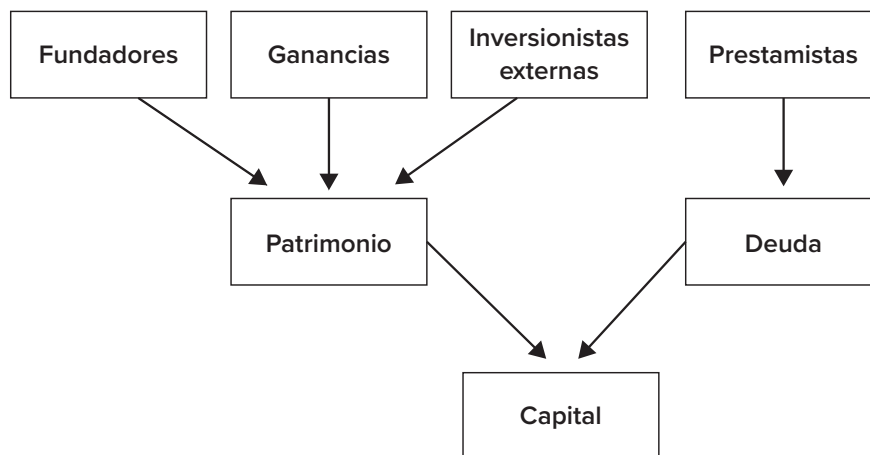 Fundadores
Ganancias
Inversionistas
externas
Prestamistas
Patrimonio
Deuda
Capital